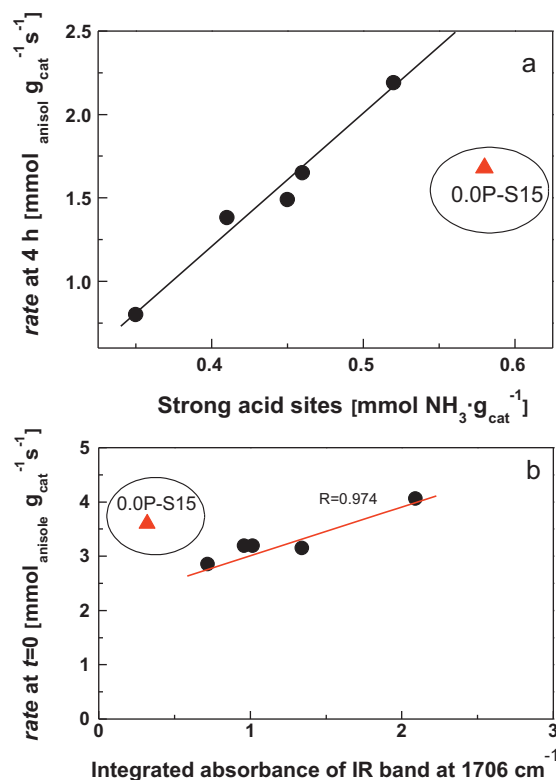 a
2.5
2.0
1.5
1.0
rate at 4 h [mmol anisol g cat -1 s -1]
0.0P-S15
0.4 0.5 0.6
Strong acid sites [mmol NH3·gcat-1]
b
5
4
3
2
1
0
rate at t=0 [mmol anisole g cat -1 s -1]
0.0P-S15
R=0.974
0 1 2 3
Integrated absorbance of IR band at 1706 cm-1